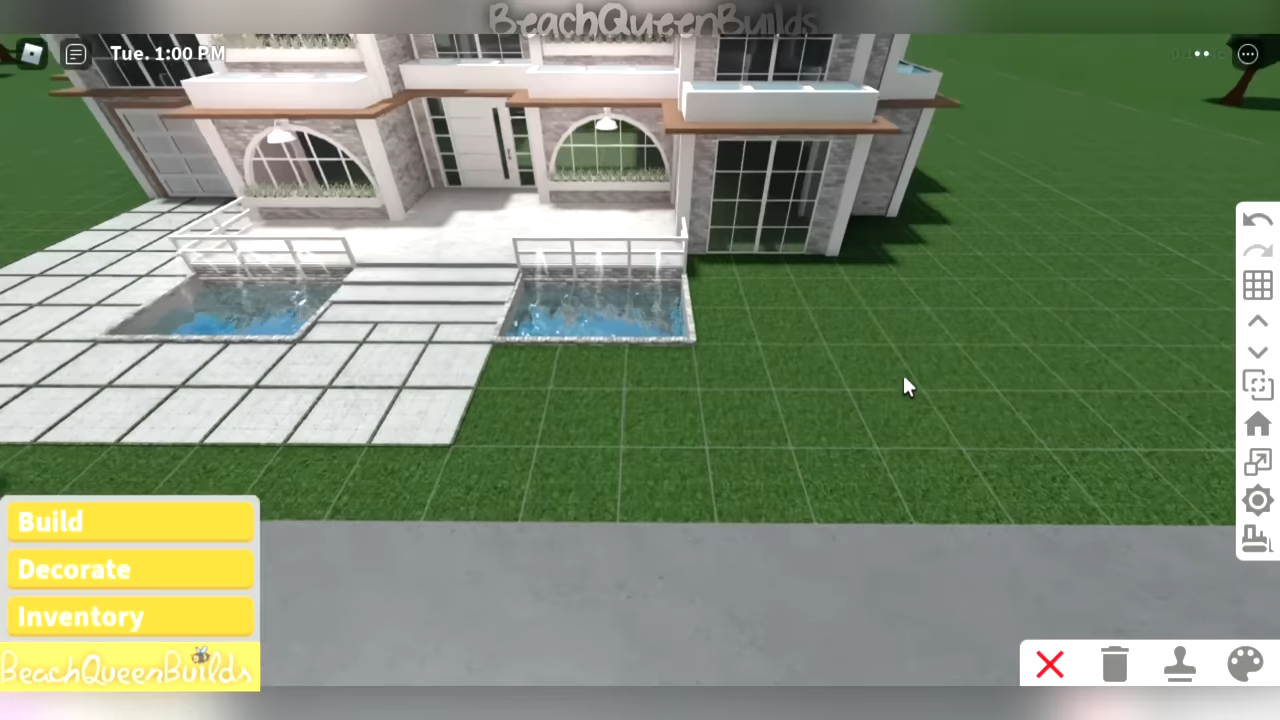 BeachQueenBuilds
Tue. 1:00 PM
Build
Decorate
Inventory
BeachQueenBuilds